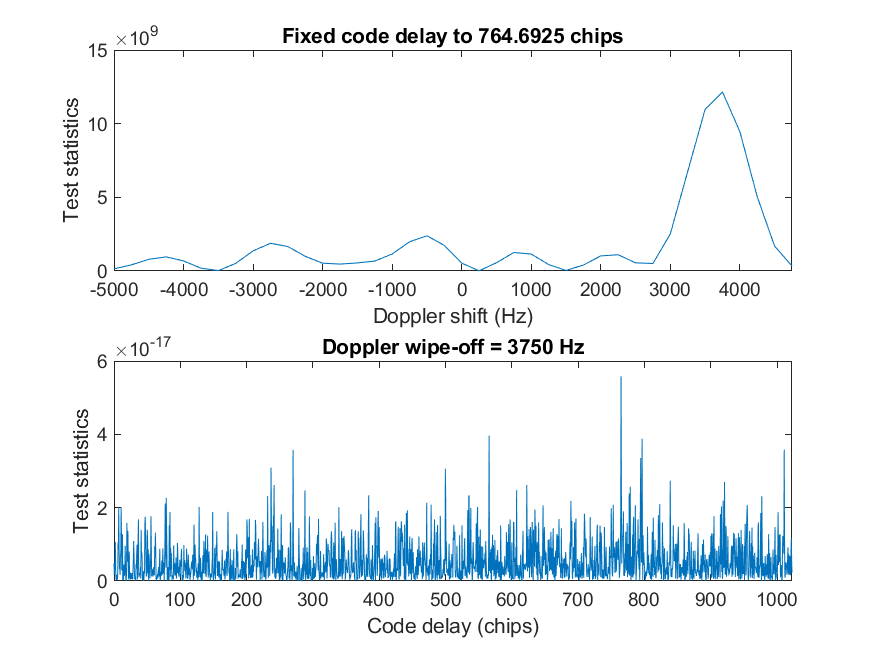 ×10^9
Fixed code delay to 764.6925 chips
15
10
5
0
Test statistics
-5000 -4000 -3000 -2000 -1000 0 1000 2000 3000 4000
Doppler shift (Hz)
×10^-17
Doppler wipe-off = 3750 Hz
6
4
2
0
Test statistics
0 100 200 300 400 500 600 700 800 900 1000
Code delay (chips)